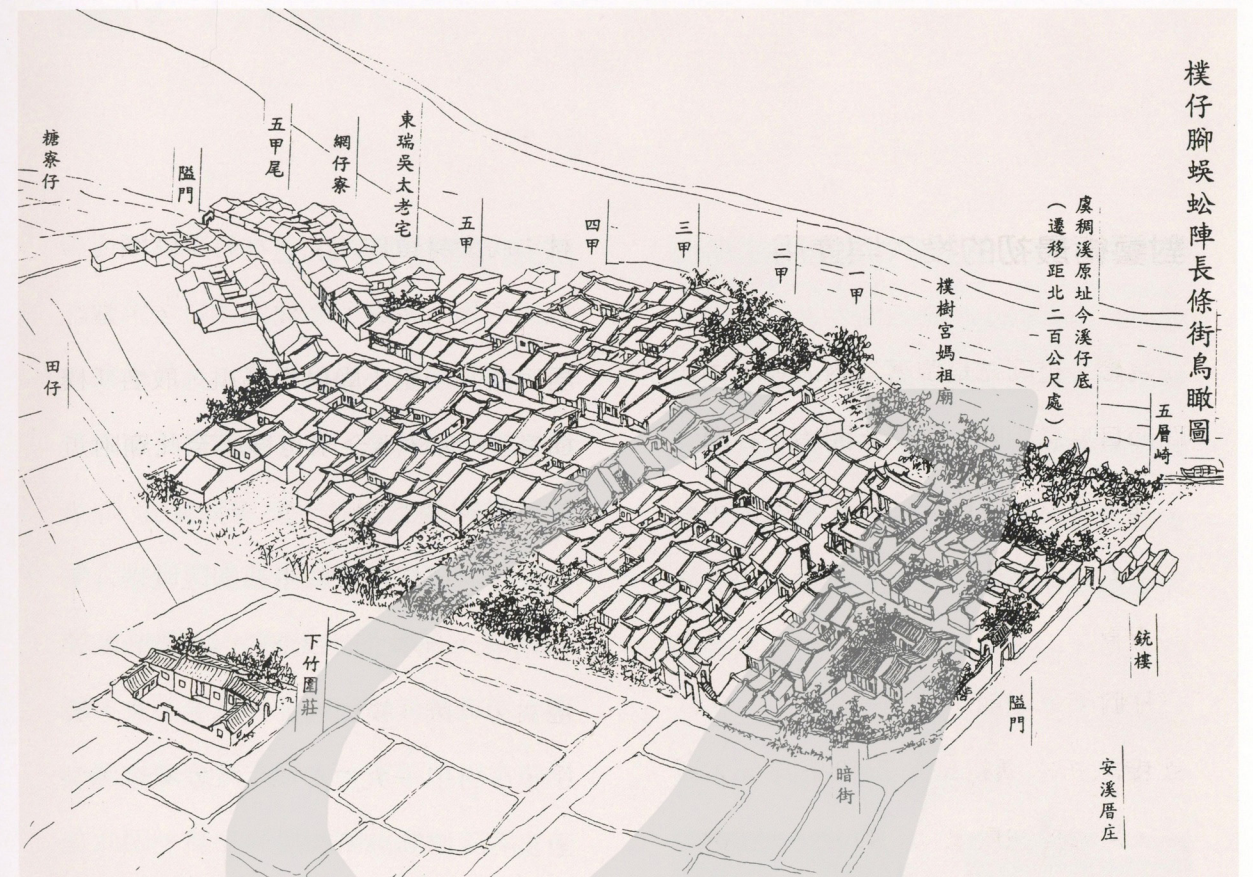 樸仔腳蜈蚣陣長條街鳥瞰圖
五層崎
虞稠溪原址今溪仔底
（遷移距北二百公尺處）
樸樹宮媽祖廟
一甲
二甲
三甲
四甲
五甲
東瑞吳太老宅
網仔寮
五甲尾
隘門
糖寮仔
田仔
銃樓
隘門
安溪厝庄
暗街
下竹圍莊